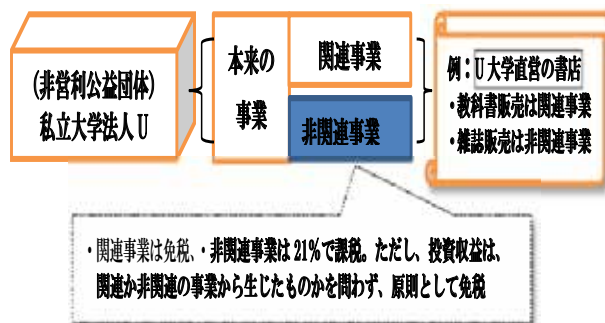 (非営利公益団体)
私立大学法人U
本来の
事業
関連事業
非関連事業
例：U大学直営の書店
・教科書販売は関連事業
・雑誌販売は非関連事業
・関連事業は免税、・非関連事業は21％で課税。ただし、投資収益は、
関連か非関連の事業から生じたものかを問わず、原則として免税